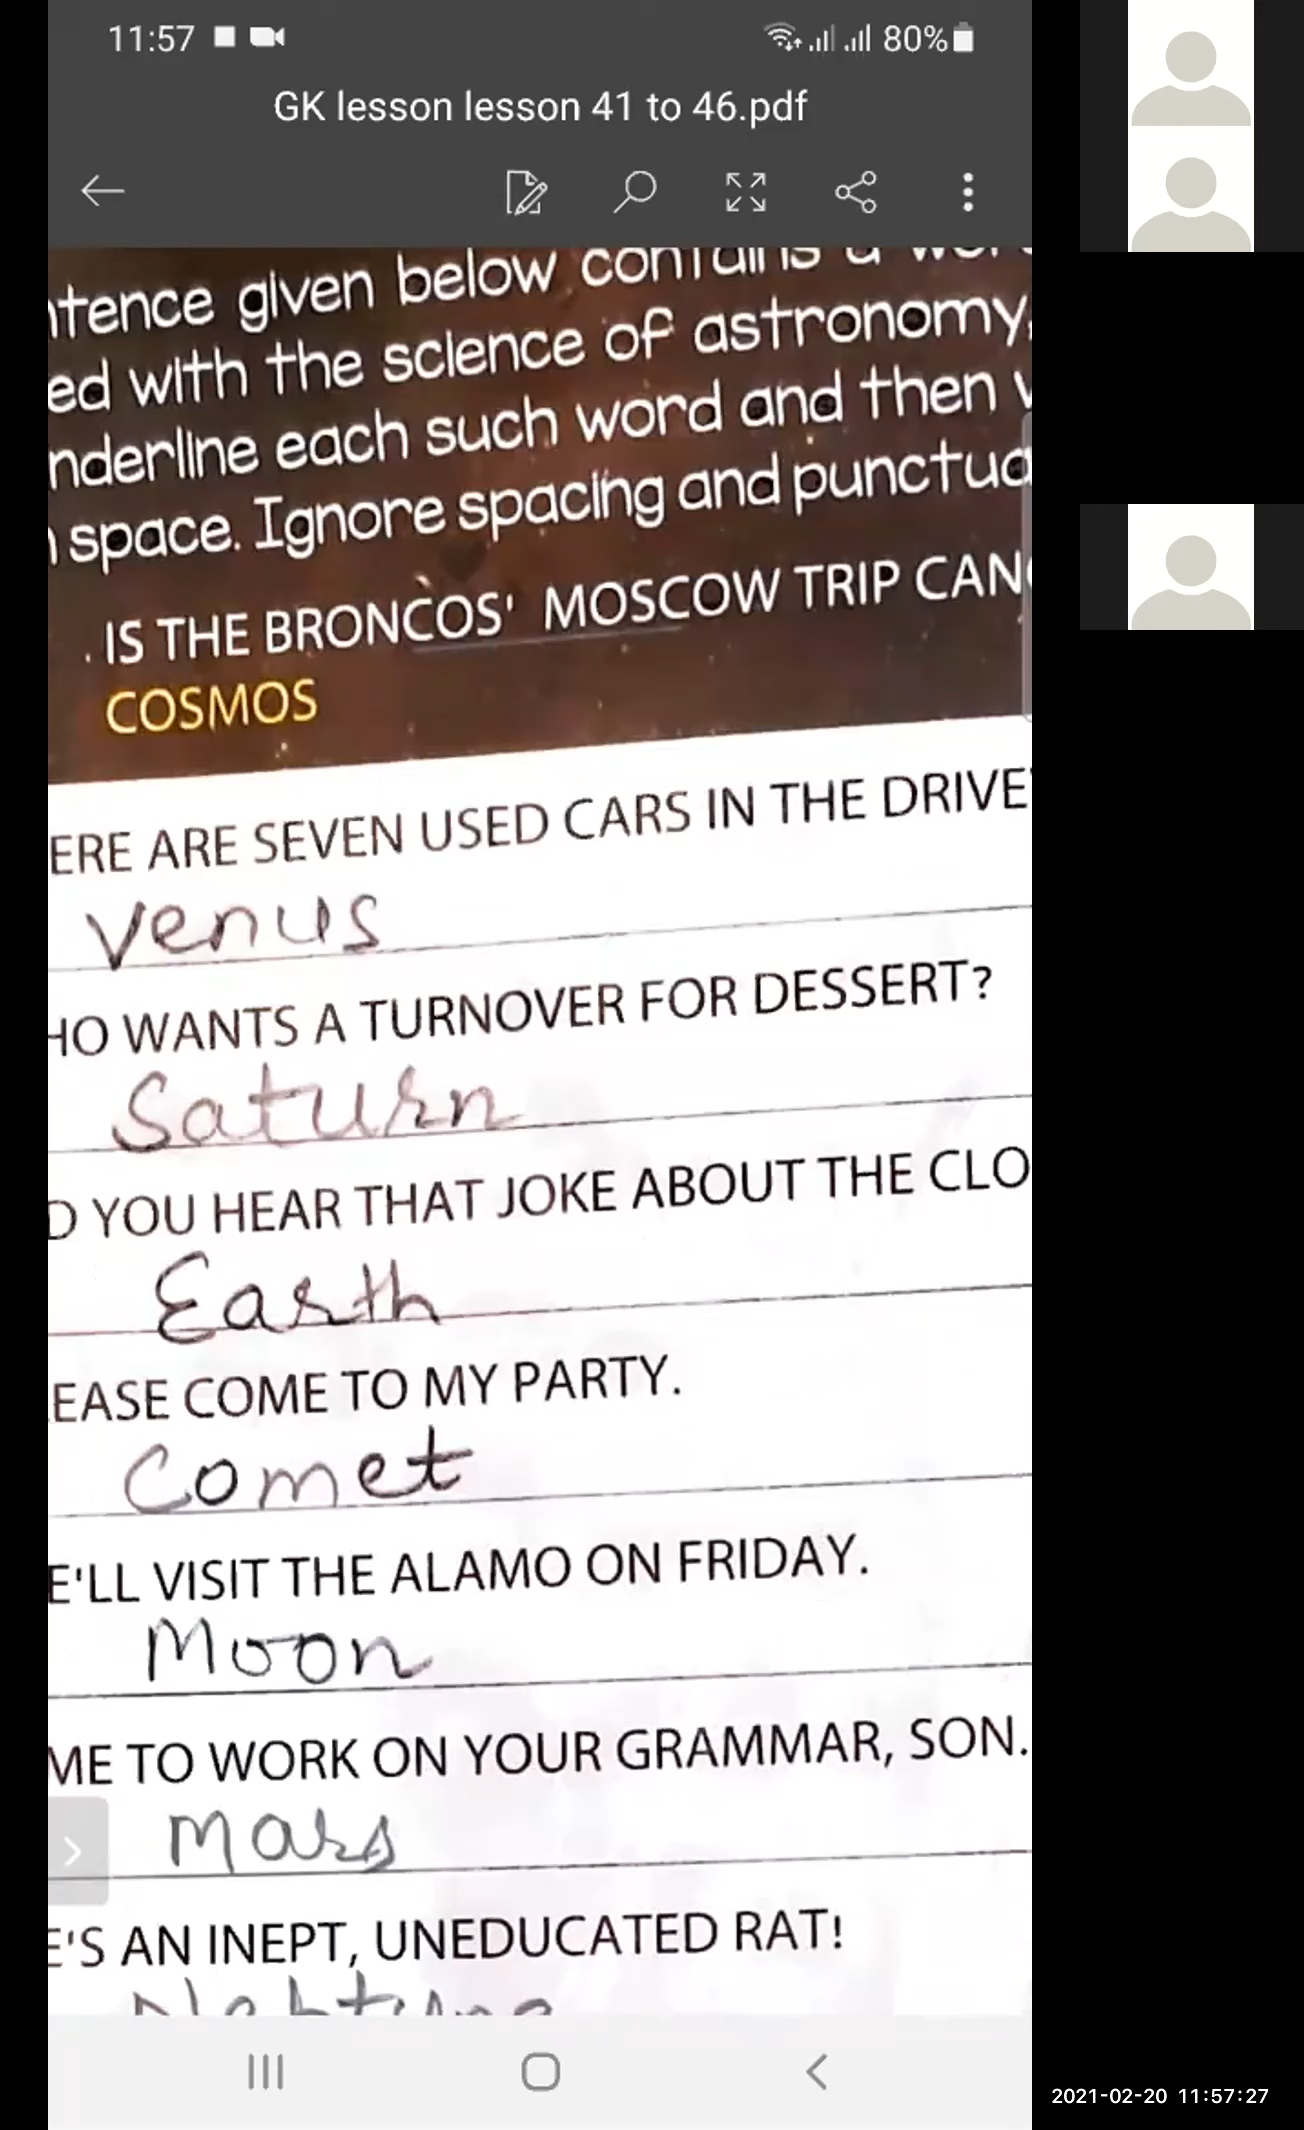 11:57 80%
GK lesson lesson 41 to 46.pdf
tence given below contains a
ed with the science of astronomy.
nderline each such word and then
space. Ignore spacing and punctua
. IS THE BRONCOS' MOSCOW TRIP CAN
COSMOS
ERE ARE SEVEN USED CARS IN THE DRIVE
Venus
HO WANTS A TURNOVER FOR DESSERT?
Saturn
D YOU HEAR THAT JOKE ABOUT THE CLO
Earth
EASE COME TO MY PARTY.
Comet
E'LL VISIT THE ALAMO ON FRIDAY.
Moon
ME TO WORK ON YOUR GRAMMAR, SON.
Mars
E'S AN INEPT, UNEDUCATED RAT!
2021-02-20 11:57:27